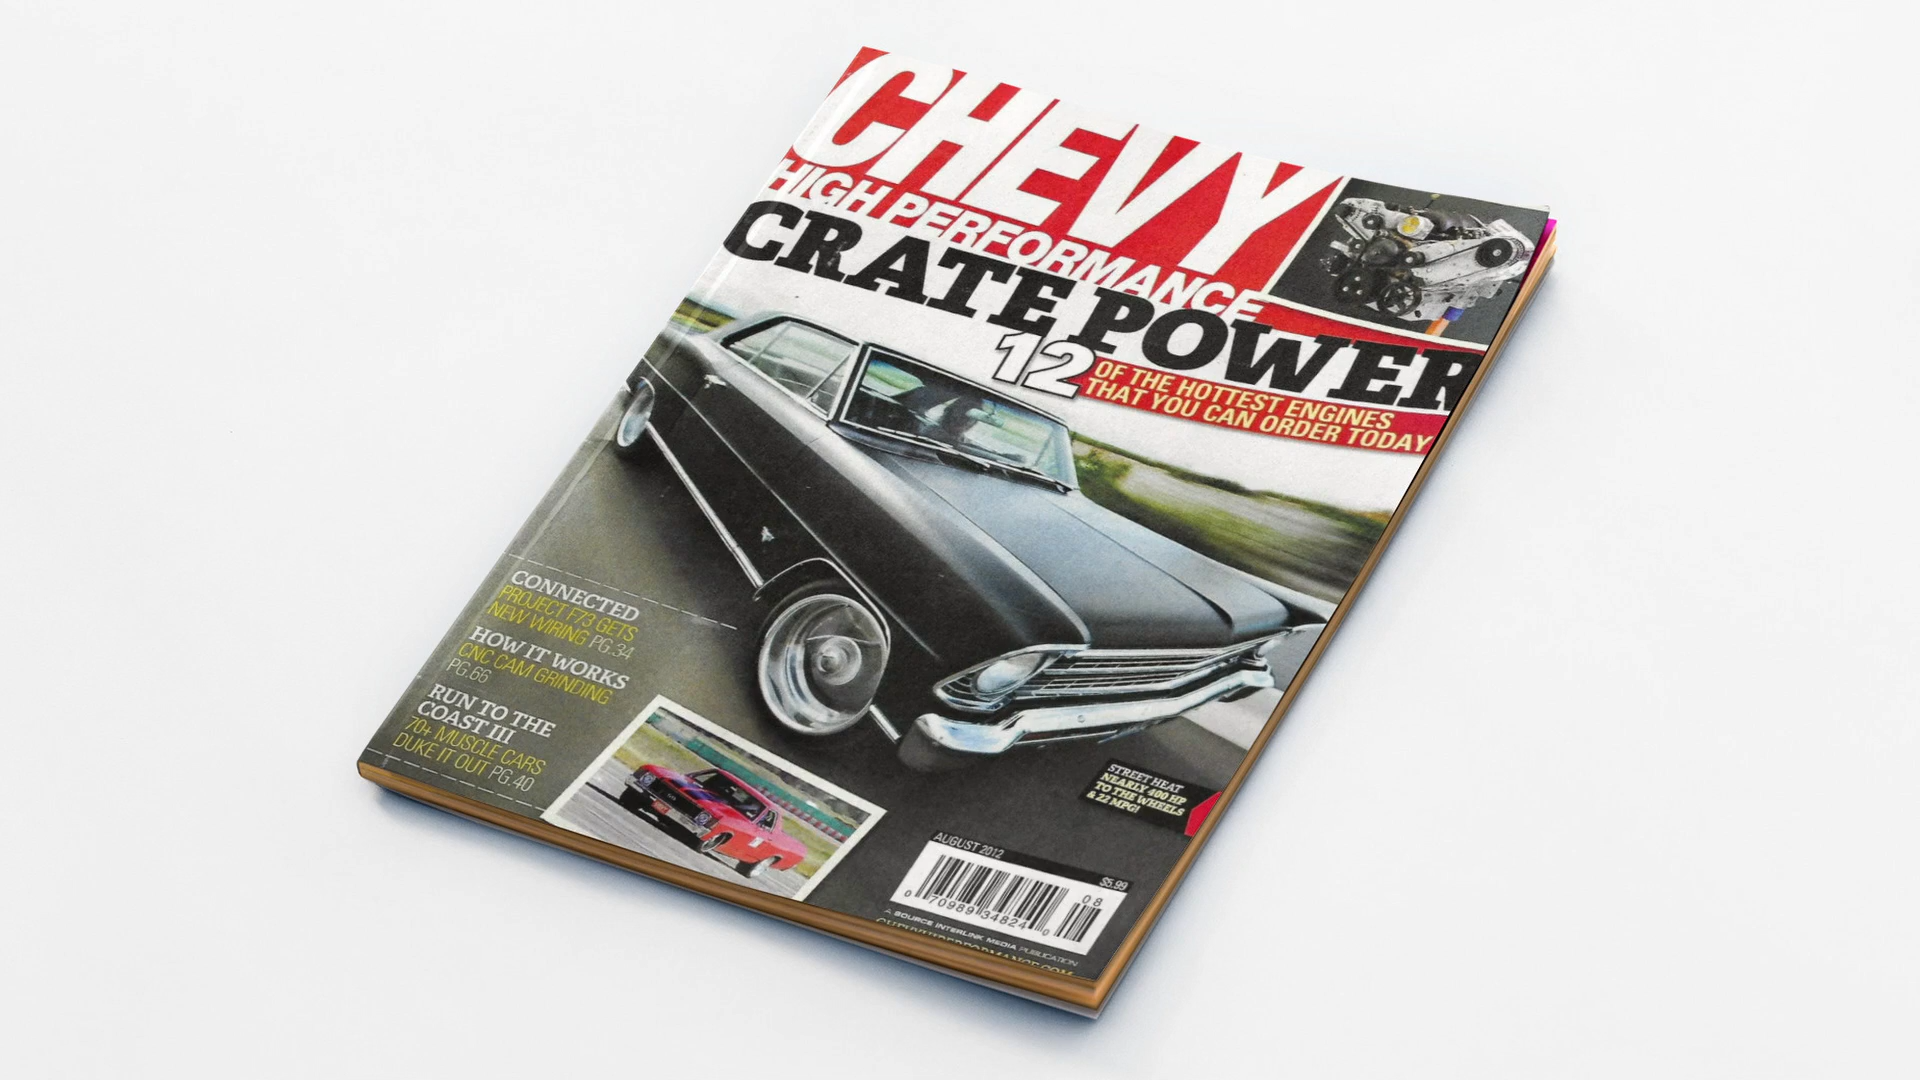 CHEVY
HIGH PERFORMANCE
CRATE POWER
12 OF THE HOTTEST ENGINES
THAT YOU CAN ORDER TODAY
CONNECTED
PROJECT F73 GETS
NEW WIRING PG.34
HOW IT WORKS
CNC CAM GRINDING
PG.66
RUN TO THE
COAST III
70+ MUSCLE CARS
DUKE IT OUT PG.40
STREET HEAT
NEARLY 400 HP
TO THE WHEELS
& 22 MPG!
AUGUST 2012
$5.99
08
0 70989 34824 0
A SOURCE INTERLINK MEDIA PUBLICATION
CHEVYHIPERFORMANCE.COM